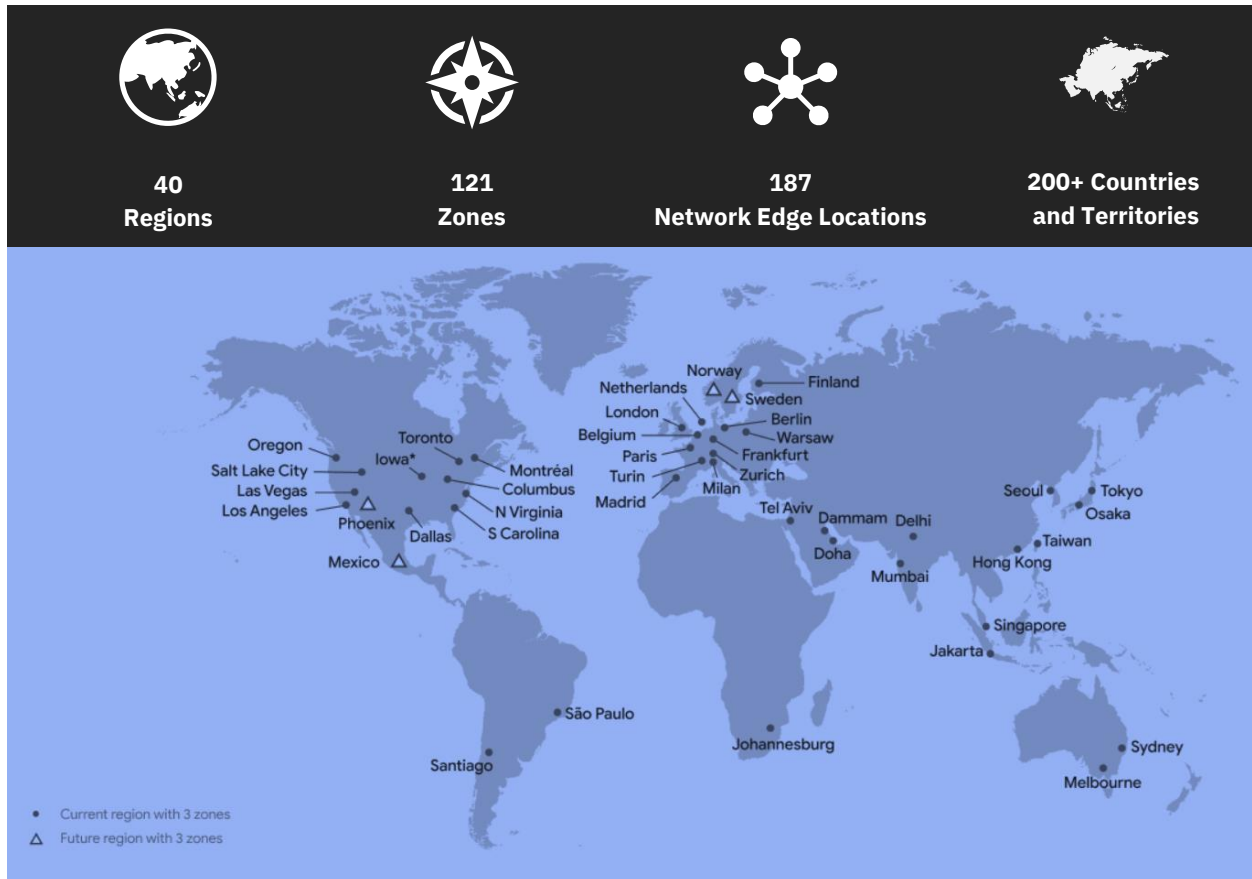 40
Regions
121
Zones
187
Network Edge Locations
200+ Countries
and Territories
Norway
Finland
Netherlands
Sweden
London
Berlin
Belgium
Warsaw
Paris
Frankfurt
Turin
Zurich
Milan
Madrid
Oregon
Toronto
Iowa*
Salt Lake City
Montréal
Las Vegas
Columbus
Los Angeles
N Virginia
Phoenix
S Carolina
Dallas
Mexico
Tel Aviv
Dammam
Delhi
Doha
Mumbai
Seoul
Tokyo
Osaka
Taiwan
Hong Kong
Singapore
Jakarta
São Paulo
Santiago
Johannesburg
Sydney
Melbourne
Current region with 3 zones
Future region with 3 zones